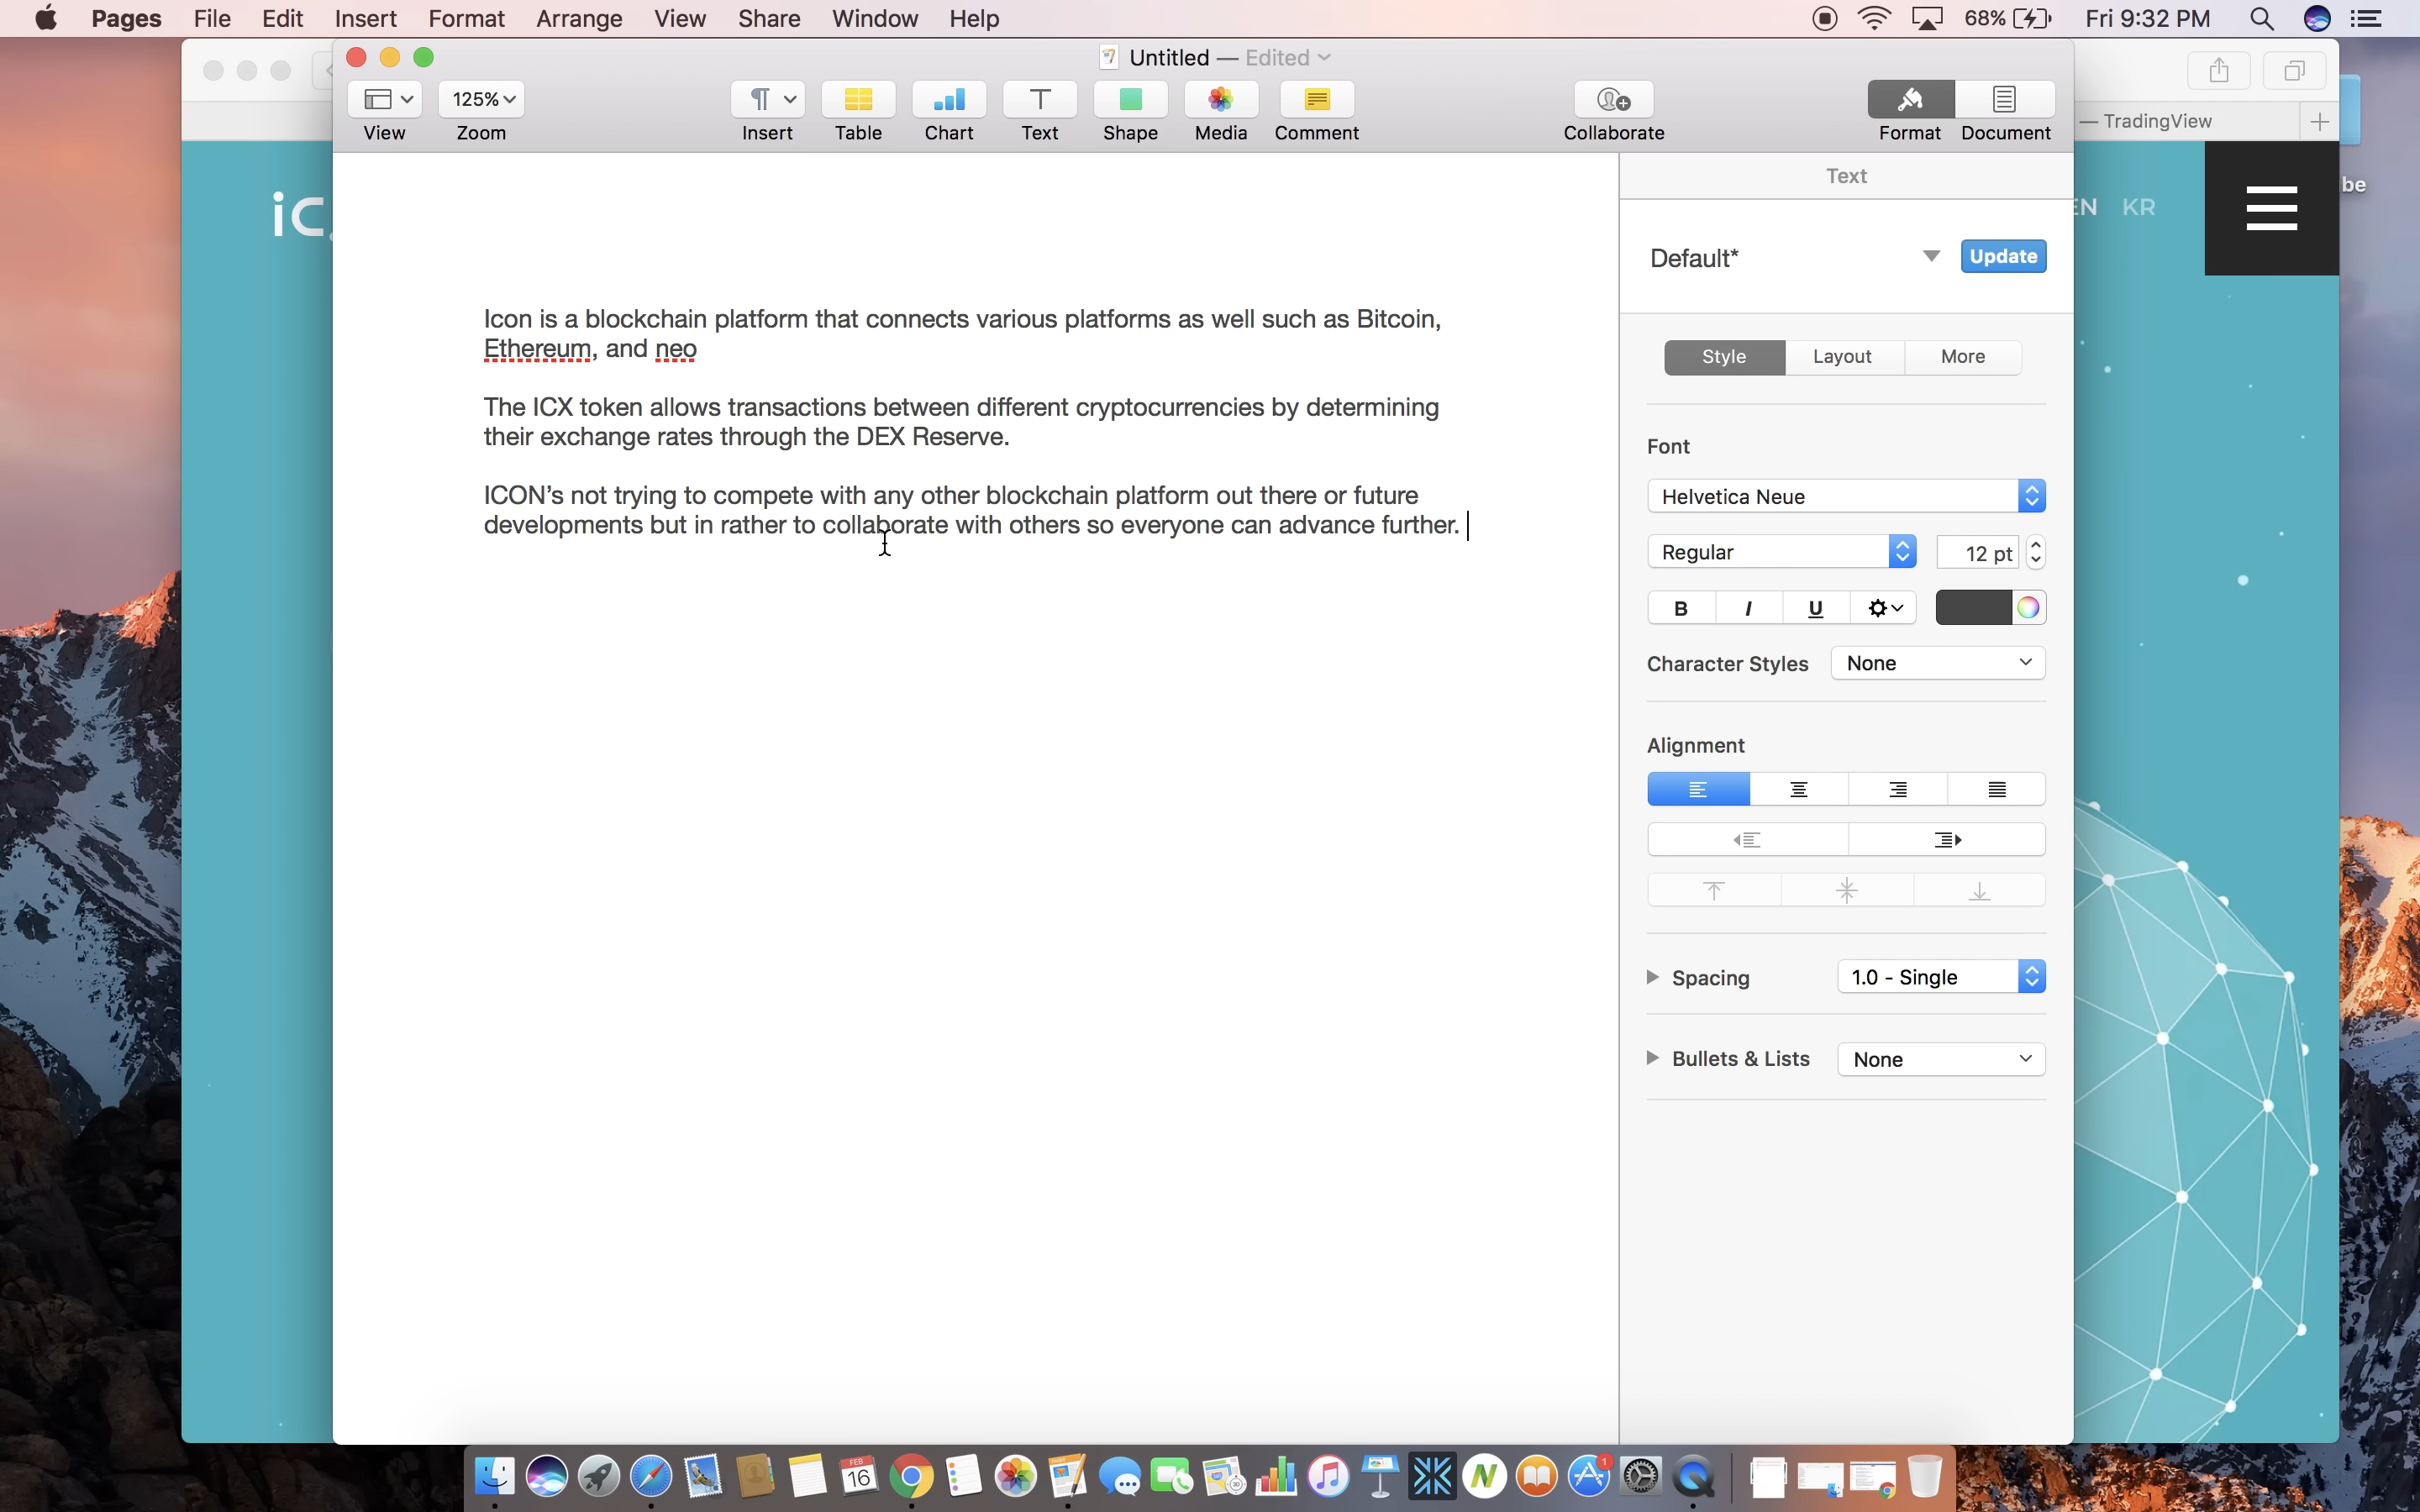 Pages File Edit Insert Format Arrange View Share Window Help 68% Fri 9:32 PM
Untitled — Edited
125%
View Zoom Insert Table Chart Text Shape Media Comment Collaborate Format Document
— TradingView
be
EN KR
Text
Default* Update
Icon is a blockchain platform that connects various platforms as well such as Bitcoin,
Ethereum, and neo
The ICX token allows transactions between different cryptocurrencies by determining
their exchange rates through the DEX Reserve.
ICON’s not trying to compete with any other blockchain platform out there or future
developments but in rather to collaborate with others so everyone can advance further.
Style Layout More
Font
Helvetica Neue
Regular 12 pt
B I U
Character Styles None
Alignment
Spacing 1.0 - Single
Bullets & Lists None
FEB
16
1